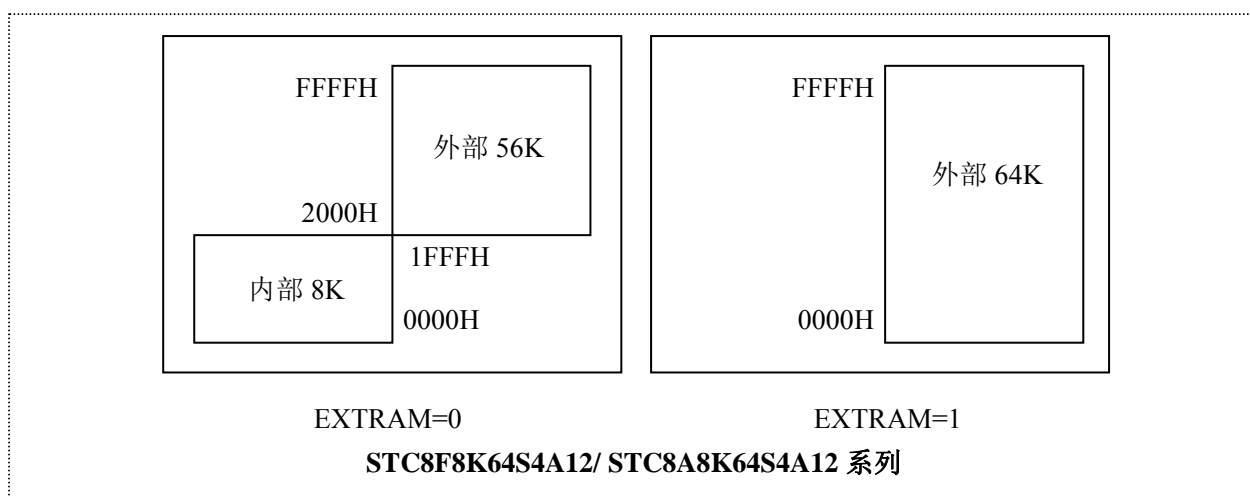 FFFFH
外部 56K
2000H
1FFFH
内部 8K
0000H
FFFFH
外部 64K
0000H
EXTRAM=0
EXTRAM=1
STC8F8K64S4A12/ STC8A8K64S4A12 系列